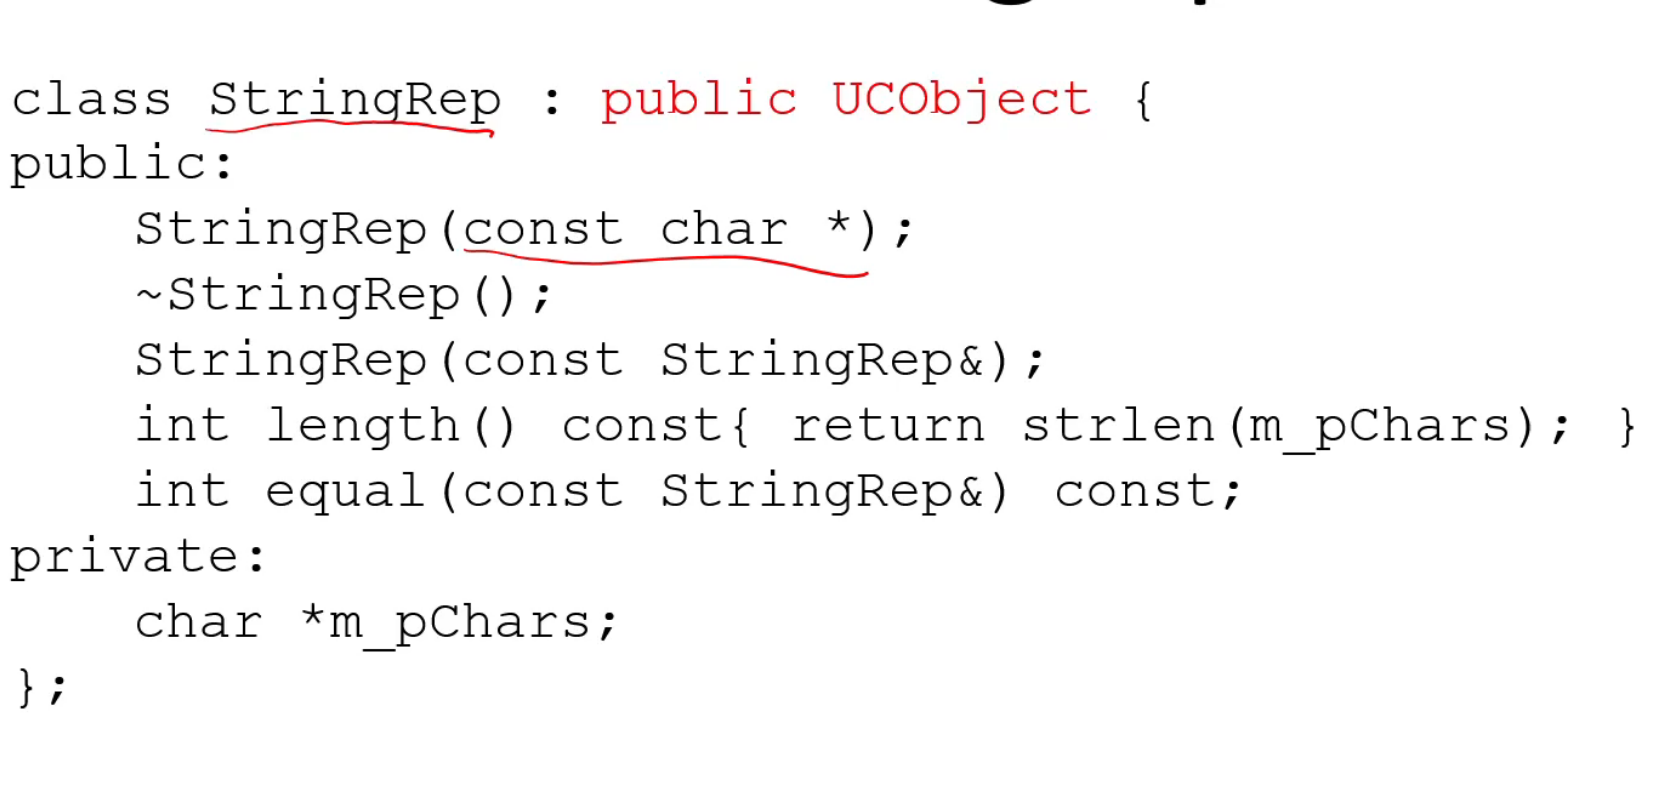 class StringRep : public UCObject {
public:
    StringRep(const char *);
    ~StringRep();
    StringRep(const StringRep&);
    int length() const{ return strlen(m_pChars); }
    int equal(const StringRep&) const;
private:
    char *m_pChars;
};